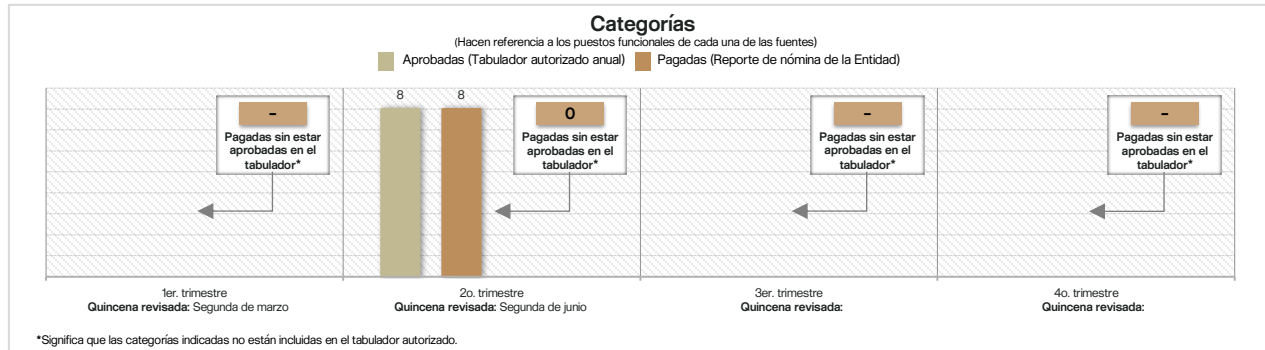 Categorías
(Hacen referencia a los puestos funcionales de cada una de las fuentes)
Aprobadas (Tabulador autorizado anual) Pagadas (Reporte de nómina de la Entidad)
8 8
- 0 - -
Pagadas sin estar aprobadas en el tabulador*
Pagadas sin estar aprobadas en el tabulador*
Pagadas sin estar aprobadas en el tabulador*
Pagadas sin estar aprobadas en el tabulador*
1er. trimestre
Quincena revisada: Segunda de marzo
2o. trimestre
Quincena revisada: Segunda de junio
3er. trimestre
Quincena revisada:
4o. trimestre
Quincena revisada:
*Significa que las categorías indicadas no están incluidas en el tabulador autorizado.